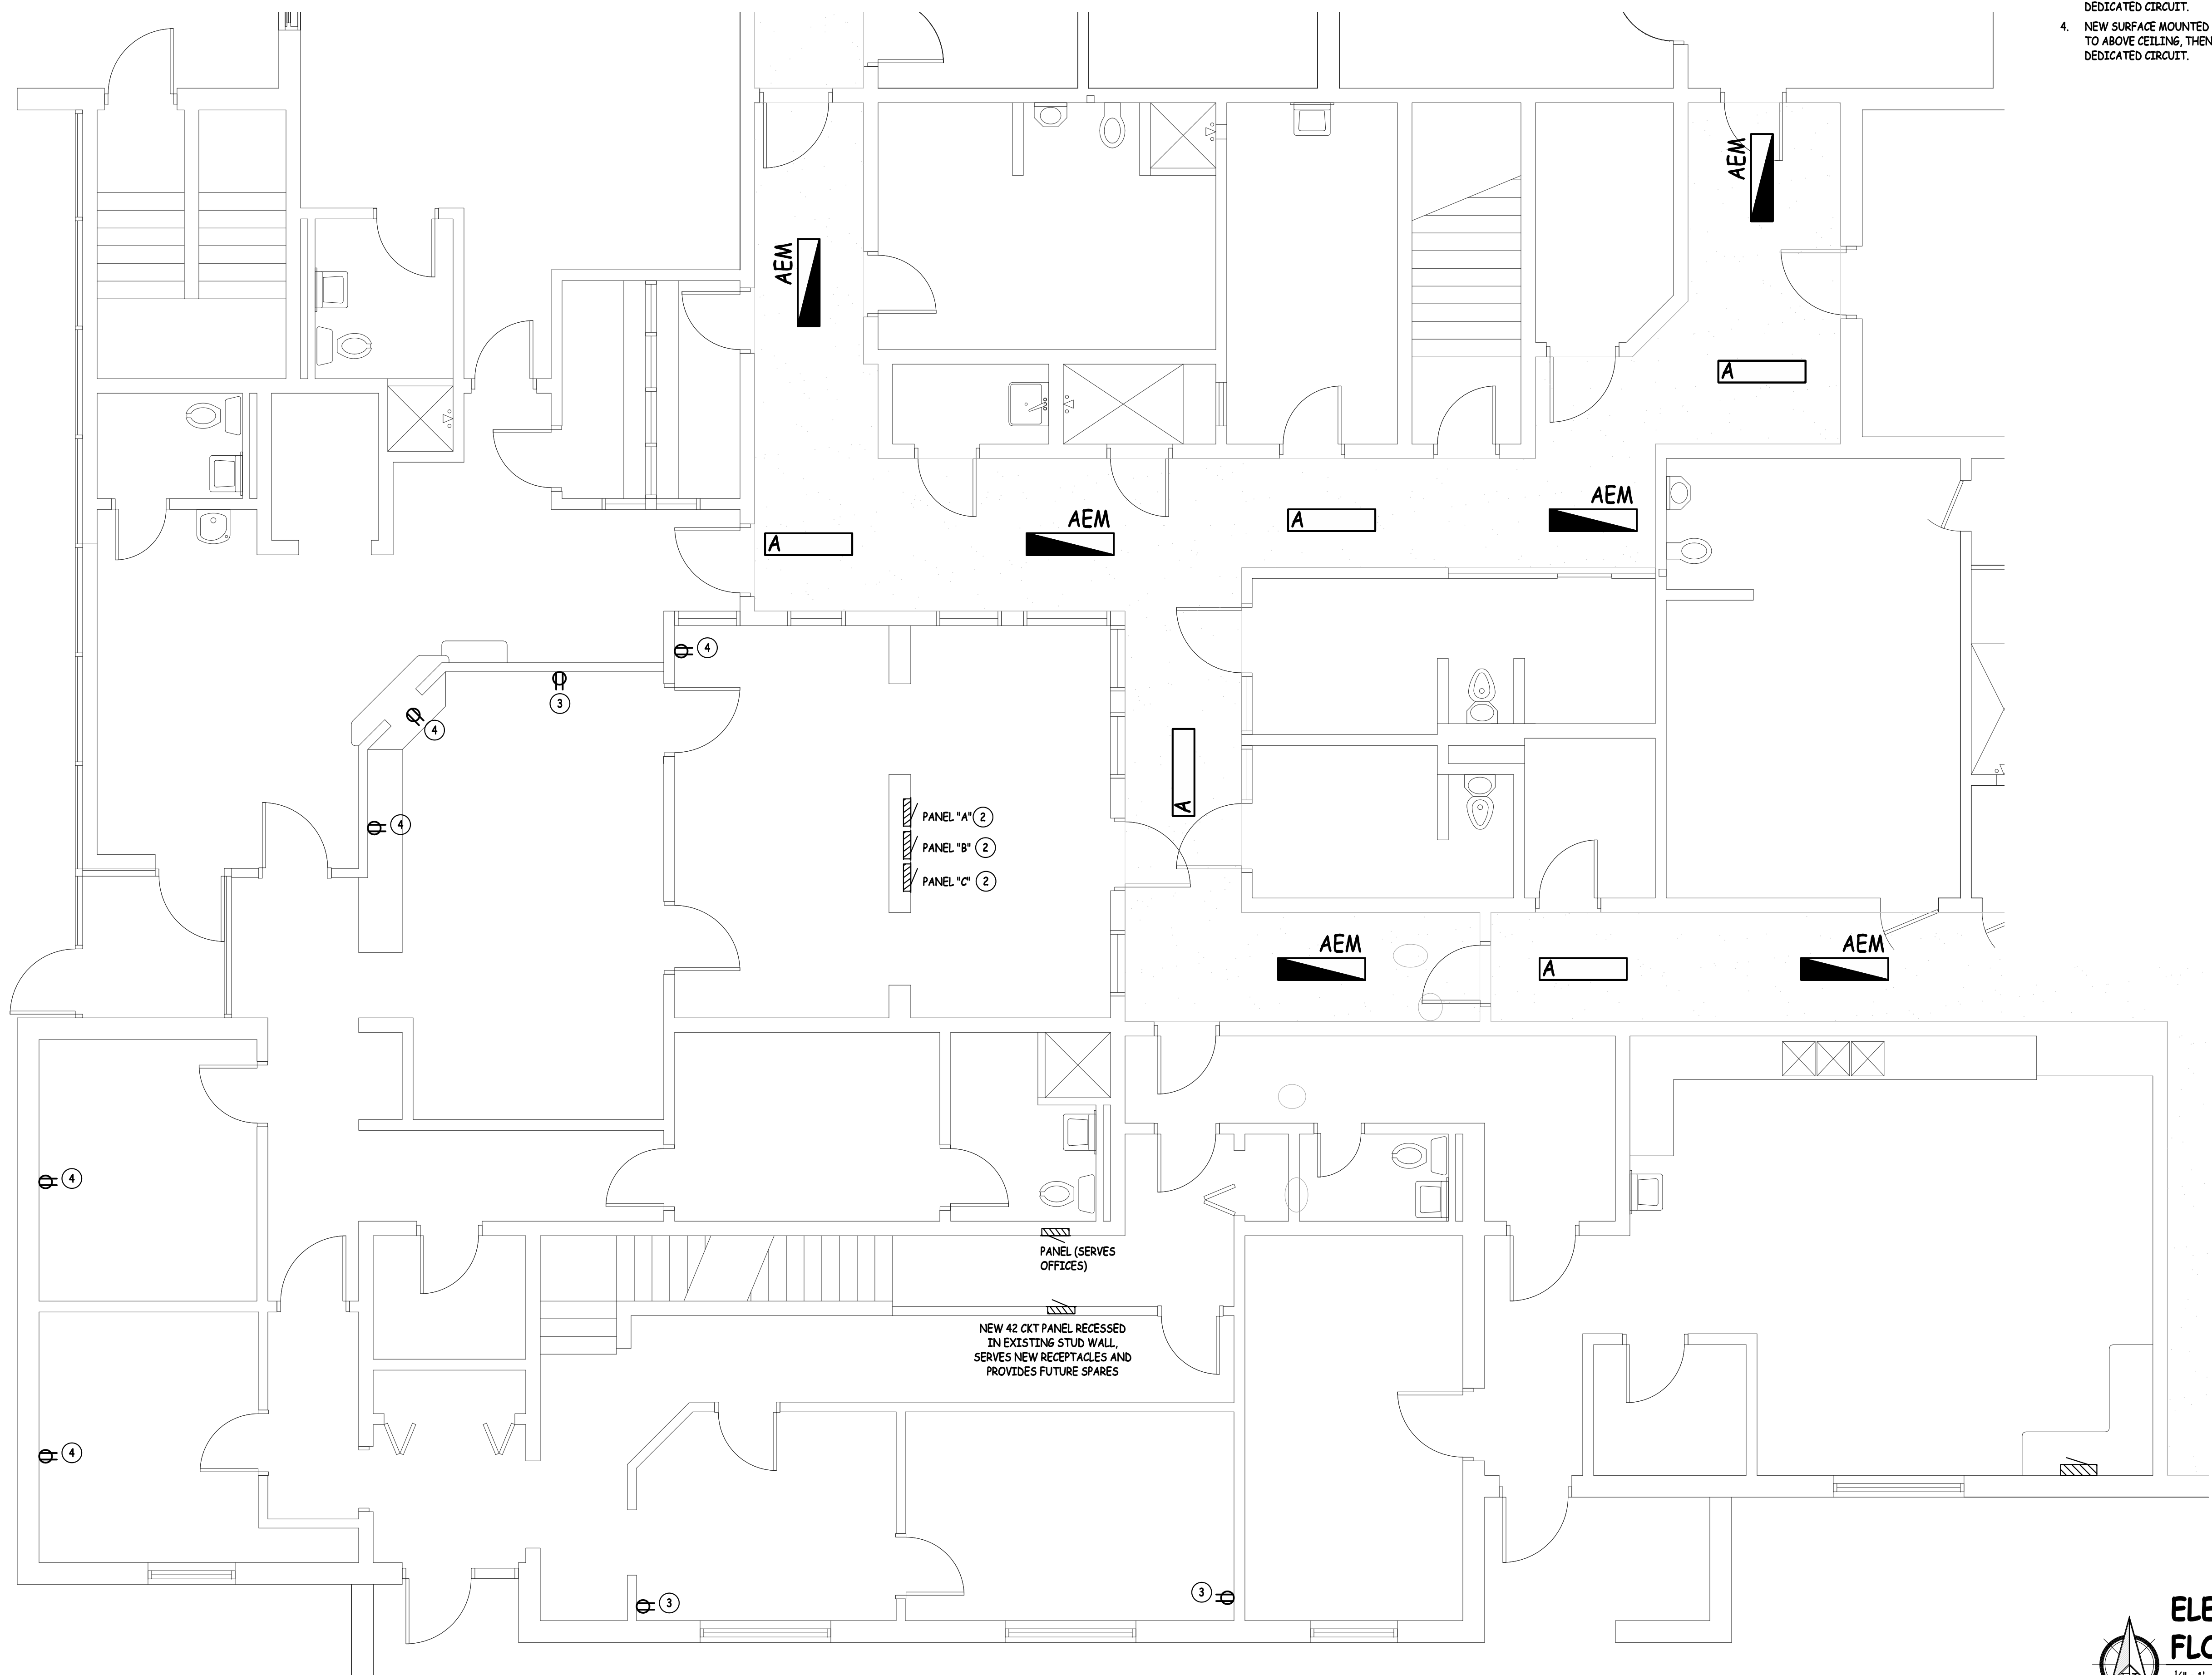 DEDICATED CIRCUIT.
4. NEW SURFACE MOUNTED
TO ABOVE CEILING, THEN
DEDICATED CIRCUIT.
AEM
AEM
A
AEM
A
AEM
A
4
3
4
4
A
PANEL "A" 2
PANEL "B" 2
PANEL "C" 2
AEM
A
AEM
4
PANEL (SERVES
OFFICES)
NEW 42 CKT PANEL RECESSED
IN EXISTING STUD WALL,
SERVES NEW RECEPTACLES AND
PROVIDES FUTURE SPARES
4
3
3
ELE
FLO